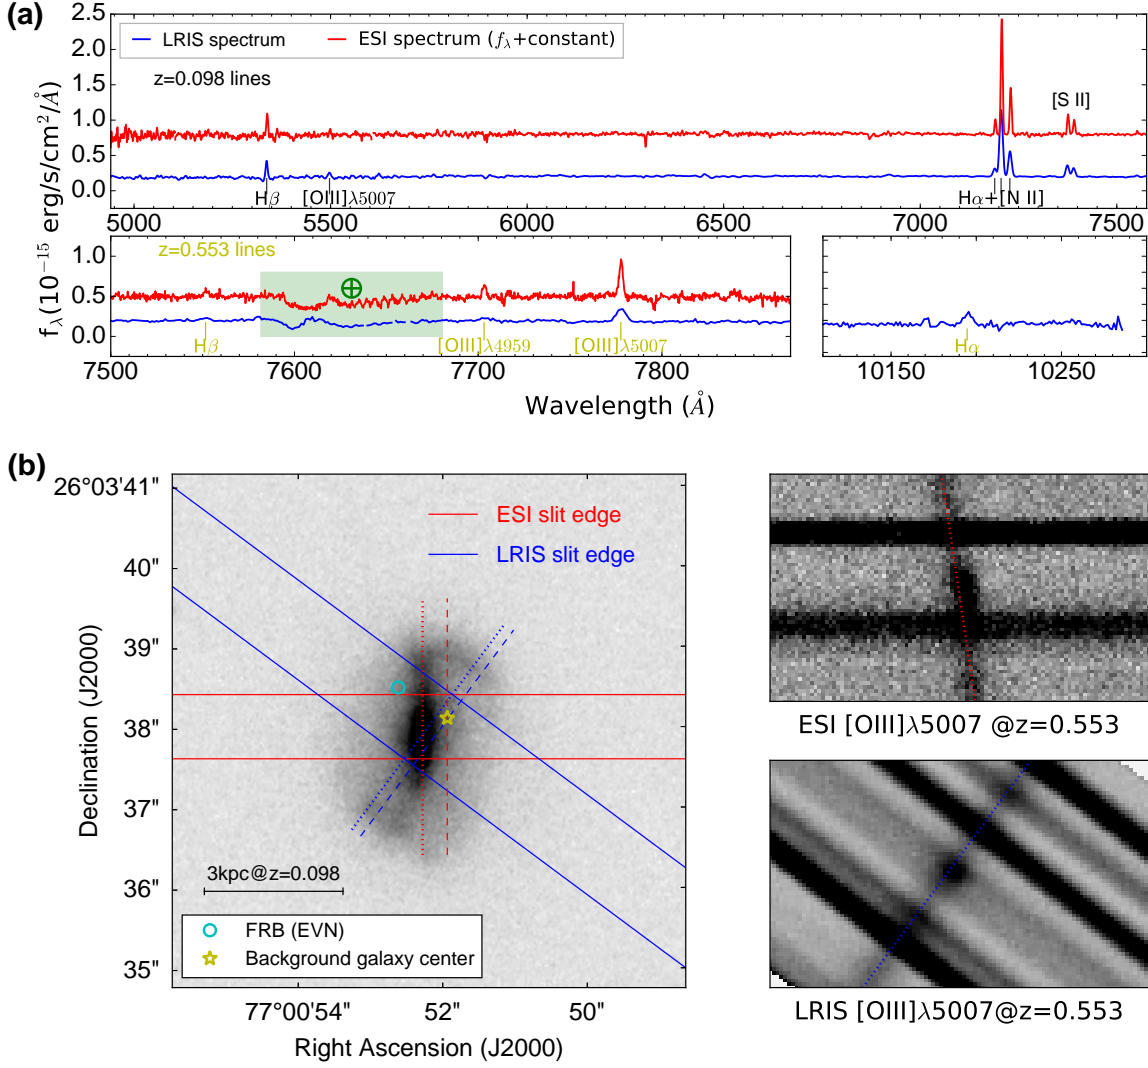 (a)
LRIS spectrum
ESI spectrum (fλ+constant)
z=0.098 lines
[S II]
2.5
2.0
1.5
1.0
0.5
0.0
Hβ
[OIII]λ5007
Hα+[N II]
5000 5250 5500 5750 6000 6250 6500 6750 7000 7250 7500
fλ(10⁻¹⁵ erg/s/cm²/Å)
z=0.553 lines
1.0
0.5
0.0
Hβ
[OIII]λ4959
[OIII]λ5007
Hα
7500 7600 7700 7800
10150 10250
Wavelength (Å)
(b)
26°03'41"
40"
39"
38"
37"
36"
35"
Declination (J2000)
ESI slit edge
LRIS slit edge
3kpc@z=0.098
FRB (EVN)
Background galaxy center
77°00'54" 52" 50"
Right Ascension (J2000)
ESI [OIII]λ5007 @z=0.553
LRIS [OIII]λ5007@z=0.553